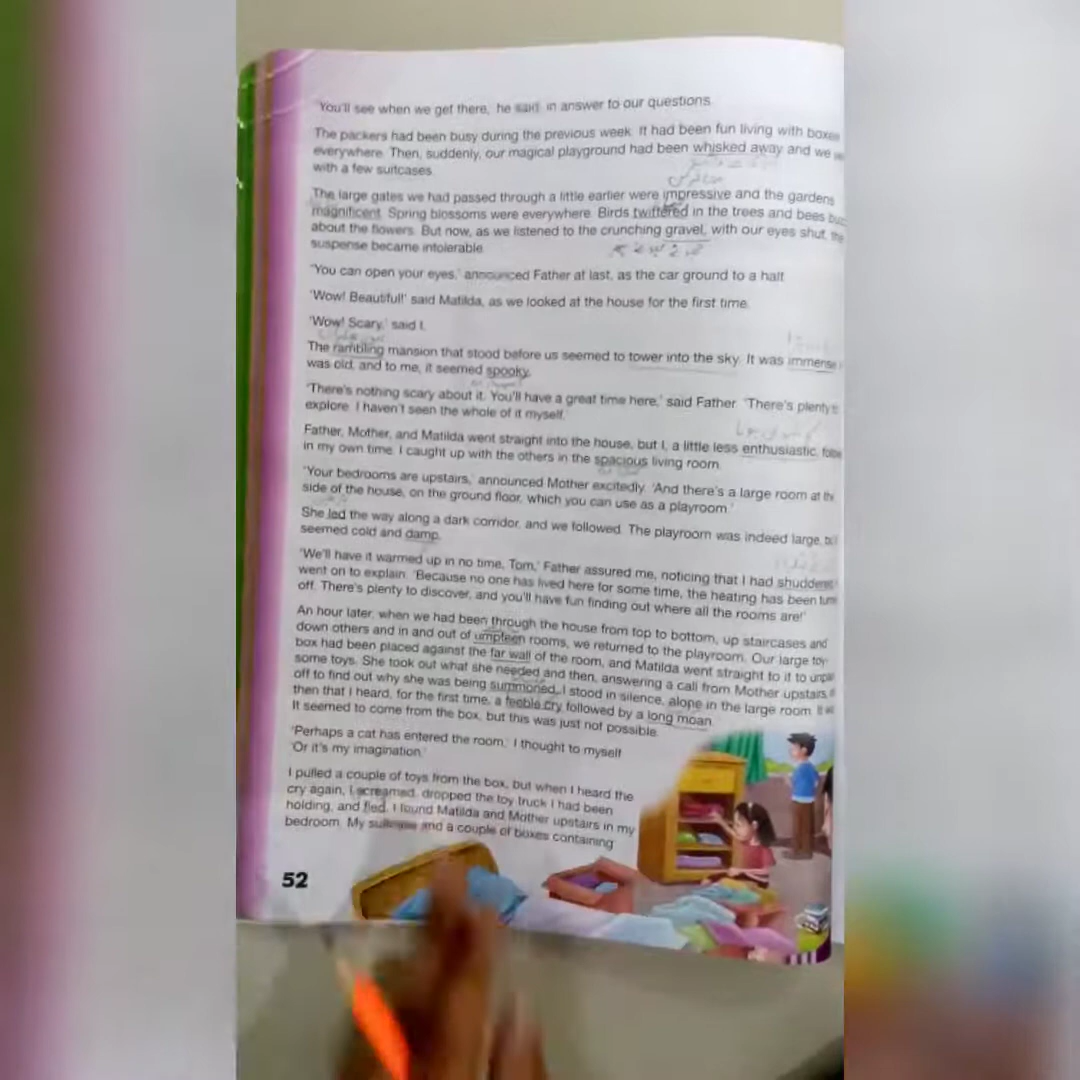 'You'll see when we get there,' he said, in answer to our questions.
The packers had been busy during the previous week. It had been fun living with boxes
everywhere. Then, suddenly, our magical playground had been whisked away and we
with a few suitcases.
The large gates we had passed through a little earlier were impressive and the gardens
magnificent. Spring blossoms were everywhere. Birds twittered in the trees and bees
about the flowers. But now, as we listened to the crunching gravel, with our eyes shut, the
suspense became intolerable.
'You can open your eyes,' announced Father at last, as the car ground to a halt.
'Wow! Beautiful!' said Matilda, as we looked at the house for the first time.
'Wow! Scary,' said I.
The rambling mansion that stood before us seemed to tower into the sky. It was immense
was old, and to me, it seemed spooky.
'There's nothing scary about it. You'll have a great time here,' said Father. 'There's plenty
explore. I haven't seen the whole of it myself.'
Father, Mother, and Matilda went straight into the house, but I, a little less enthusiastic,
in my own time. I caught up with the others in the spacious living room.
'Your bedrooms are upstairs,' announced Mother excitedly. 'And there's a large room at the
side of the house, on the ground floor, which you can use as a playroom.'
She led the way along a dark corridor, and we followed. The playroom was indeed large,
seemed cold and damp.
'We'll have it warmed up in no time, Tom,' Father assured me, noticing that I had
went on to explain. 'Because no one has lived here for some time, the heating has been
off. There's plenty to discover, and you'll have fun finding out where all the rooms are!'
An hour later, when we had been through the house from top to bottom, up staircases and
down others and in and out of umpteen rooms, we returned to the playroom. Our large toy
box had been placed against the far wall of the room, and Matilda went straight to it to
some toys. She took out what she needed and then, answering a call from Mother upstairs,
off to find out why she was being summoned. I stood in silence, alone in the large room. It
then that I heard, for the first time, a feeble cry followed by a long moan.
It seemed to come from the box, but this was just not possible.
'Perhaps a cat has entered the room,' I thought to myself.
'Or it's my imagination.'
I pulled a couple of toys from the box, but when I heard the
cry again, I screamed, dropped the toy truck I had been
holding, and fled. I found Matilda and Mother upstairs in my
bedroom. My suitcase and a couple of boxes containing
52